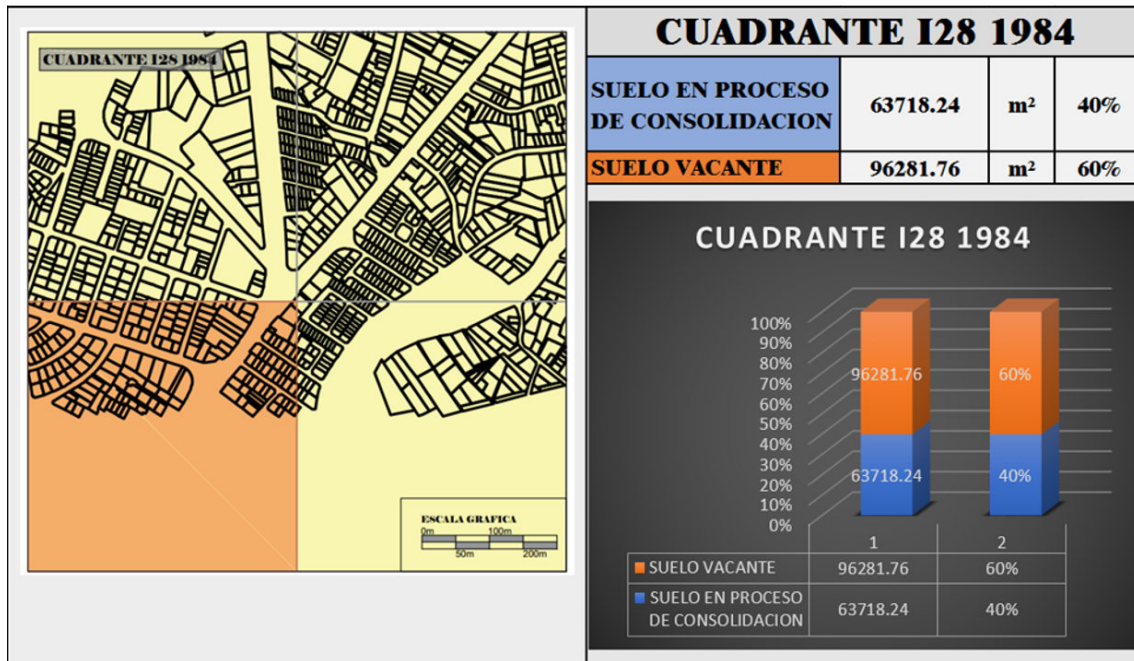 CUADRANTE I28 1984
ESCALA GRAFICA
0m 100m
50m 200m
CUADRANTE I28 1984
SUELO EN PROCESO
DE CONSOLIDACION 63718.24 m² 40%
SUELO VACANTE 96281.76 m² 60%
CUADRANTE I28 1984
100%
90%
80%
70%
60%
50%
40%
30%
20%
10%
0%
96281.76 60%
63718.24 40%
1 2
SUELO VACANTE 96281.76 60%
SUELO EN PROCESO
DE CONSOLIDACION 63718.24 40%